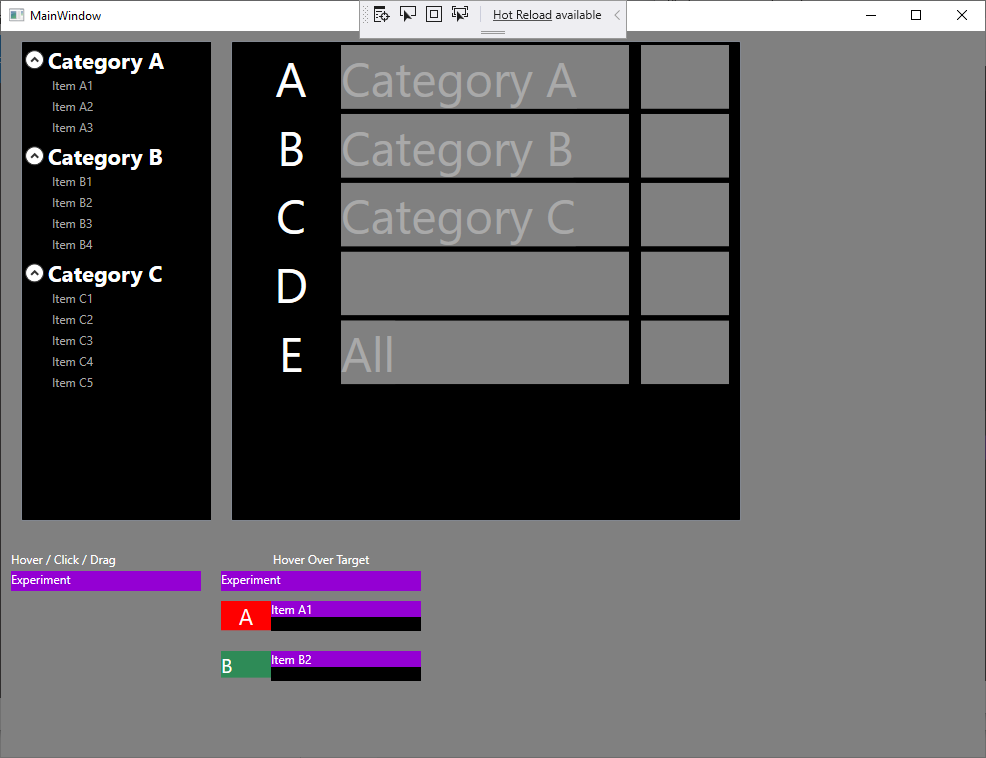 MainWindow
Hot Reload available
Category A
Item A1
Item A2
Item A3
Category B
Item B1
Item B2
Item B3
Item B4
Category C
Item C1
Item C2
Item C3
Item C4
Item C5
A Category A
B Category B
C Category C
D
E All
Hover / Click / Drag
Experiment
Hover Over Target
Experiment
A Item A1
B Item B2